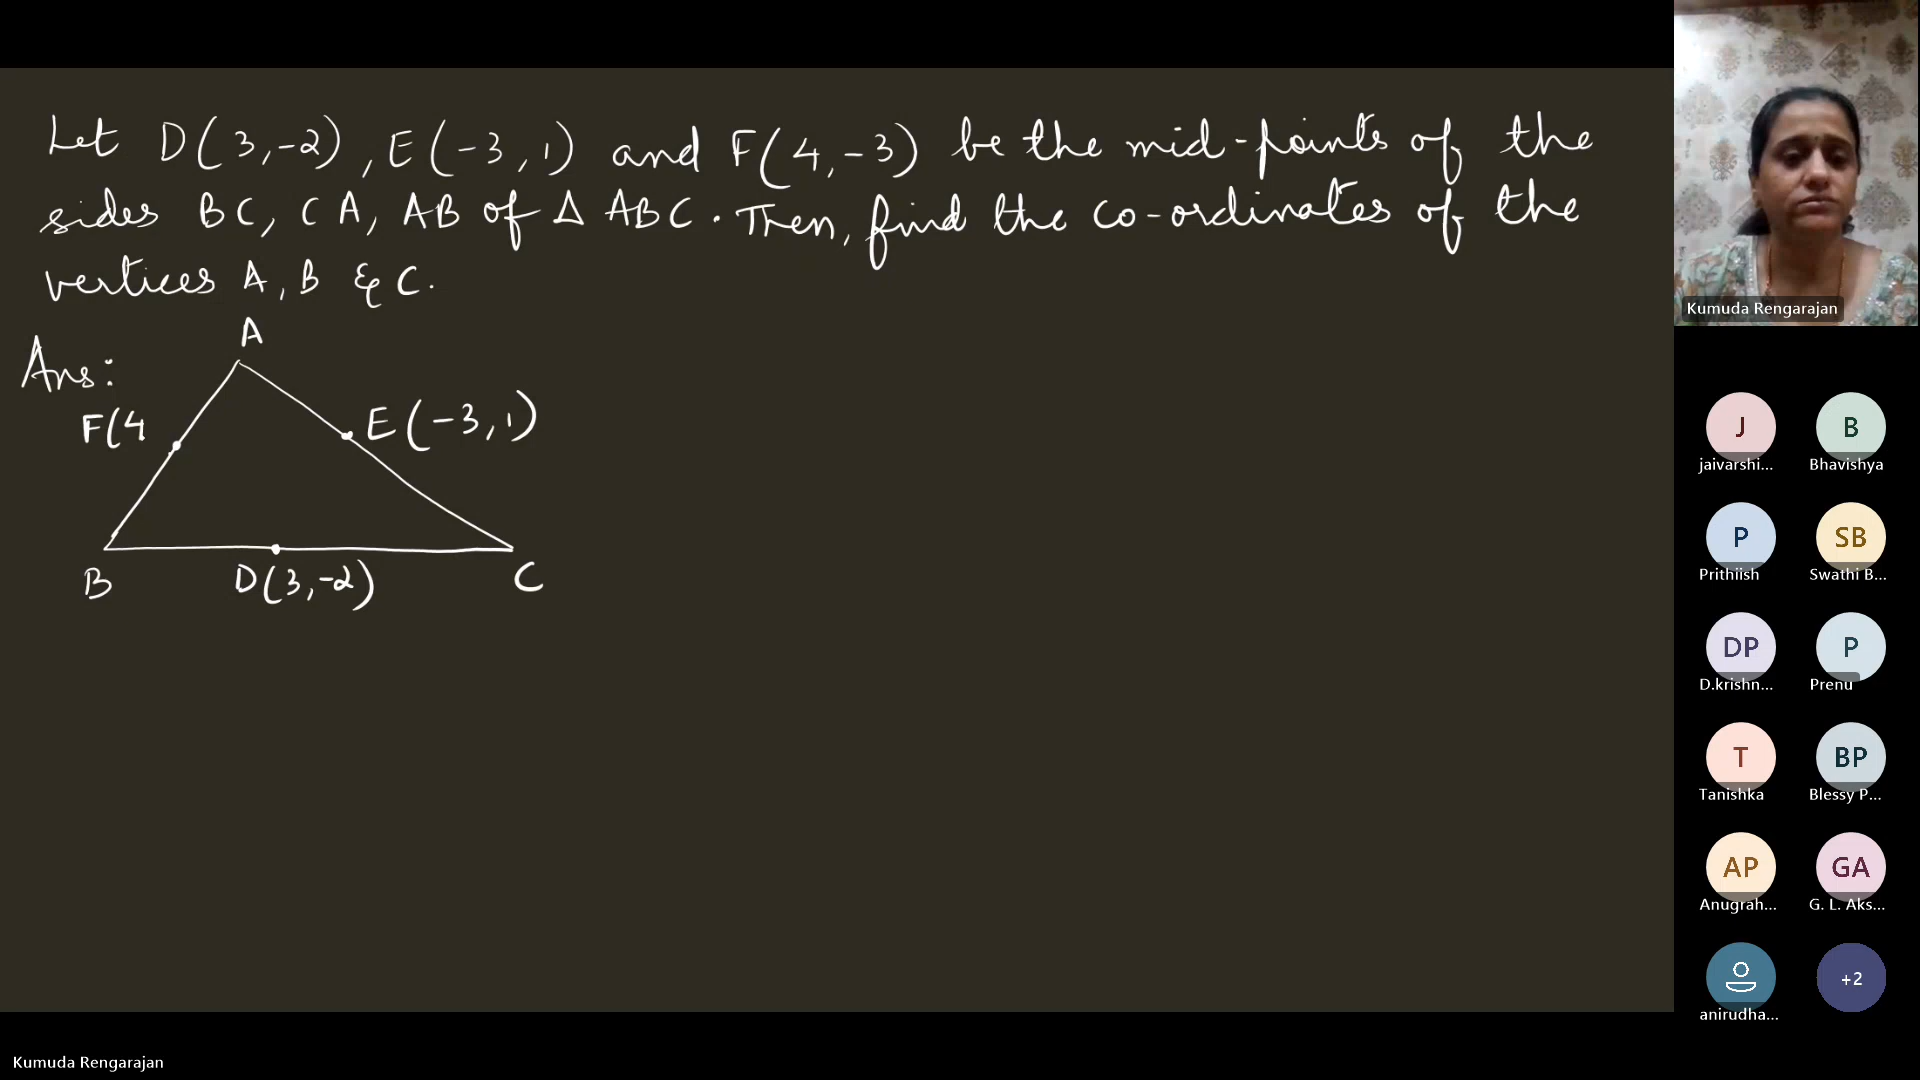 Let D(3,-2), E(-3,1) and F(4,-3) be the mid-points of the
sides BC, CA, AB of Δ ABC. Then, find the co-ordinates of the
vertices A, B & C.
Ans:
A
F(4
E(-3,1)
B
D(3,-2)
C
Kumuda Rengarajan
J
jaivarshi...
B
Bhavishya
P
Prithiish
SB
Swathi B...
DP
D.krishn...
P
Prenu
T
Tanishka
BP
Blessy P...
AP
Anugrah...
GA
G. L. Aks...
anirudha...
+2
Kumuda Rengarajan